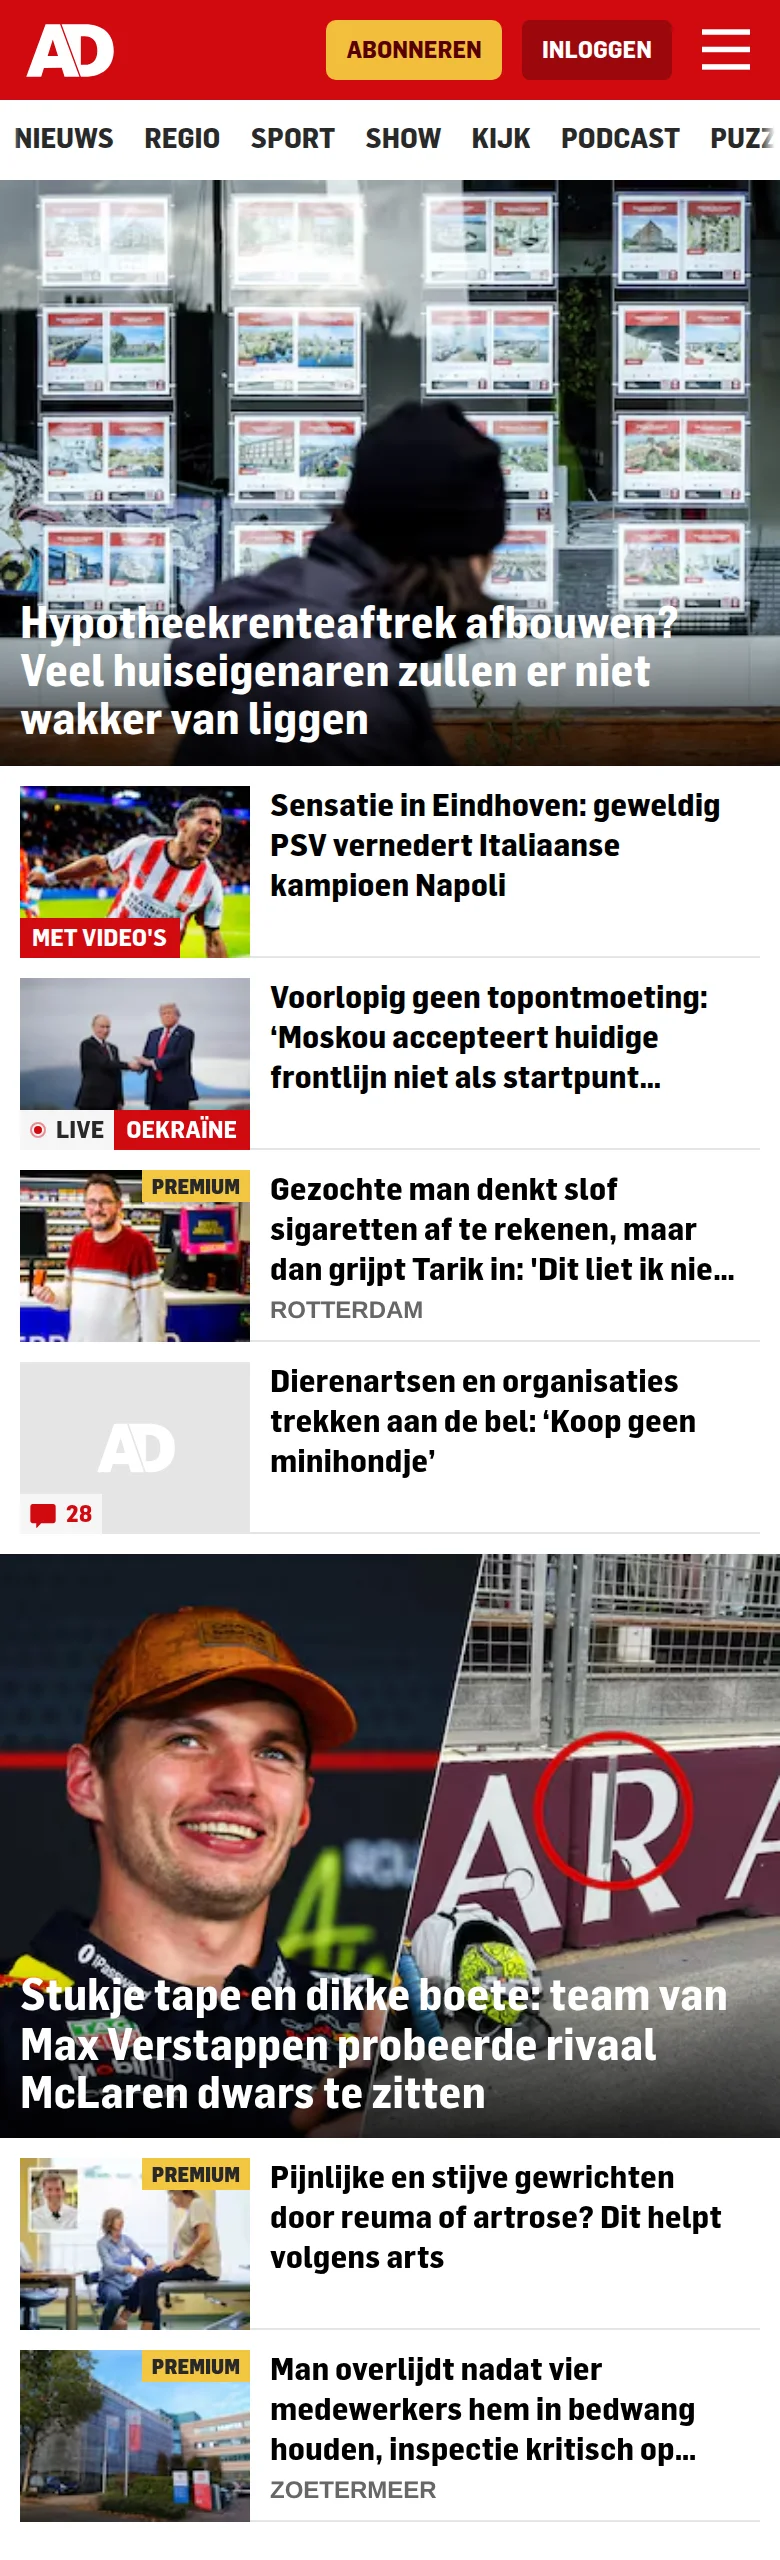 AD
ABONNEREN
INLOGGEN
NIEUWS REGIO SPORT SHOW KIJK PODCAST PUZZ
Hypotheekrenteaftrek afbouwen?
Veel huiseigenaren zullen er niet
wakker van liggen
MET VIDEO'S
Sensatie in Eindhoven: geweldig
PSV vernedert Italiaanse
kampioen Napoli
LIVE OEKRAÏNE
Voorlopig geen topontmoeting:
‘Moskou accepteert huidige
frontlijn niet als startpunt...
PREMIUM
Gezochte man denkt slof
sigaretten af te rekenen, maar
dan grijpt Tarik in: 'Dit liet ik nie...
ROTTERDAM
AD
28
Dierenartsen en organisaties
trekken aan de bel: ‘Koop geen
minihondje’
AR
Stukje tape en dikke boete: team van
Max Verstappen probeerde rivaal
McLaren dwars te zitten
PREMIUM
Pijnlijke en stijve gewrichten
door reuma of artrose? Dit helpt
volgens arts
PREMIUM
Man overlijdt nadat vier
medewerkers hem in bedwang
houden, inspectie kritisch op...
ZOETERMEER